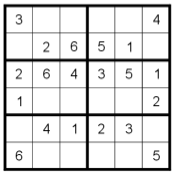 3 4
2 6 5 1
2 6 4 3 5 1
1 2
4 1 2 3
6 5